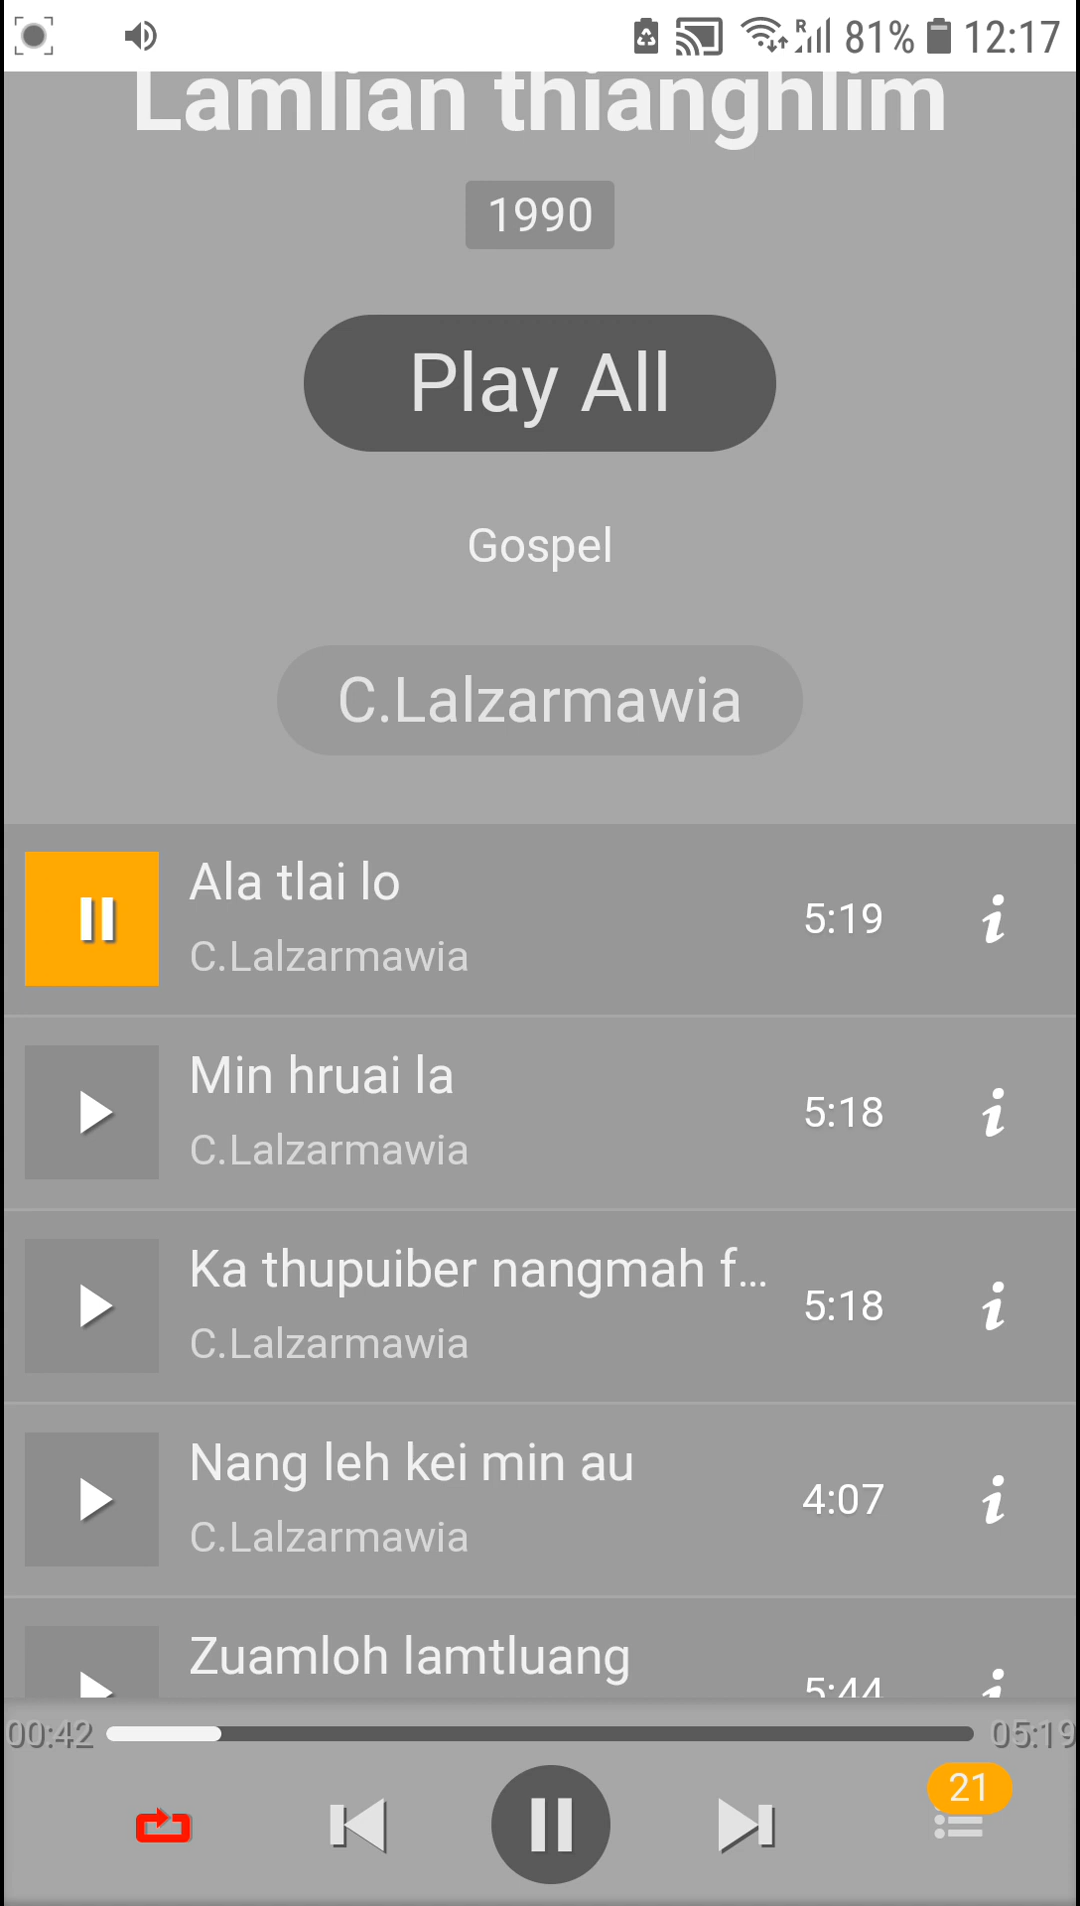 R 81% 12:17
Lamlian thianghlim
1990
Play All
Gospel
C.Lalzarmawia
Ala tlai lo
C.Lalzarmawia
5:19
Min hruai la
C.Lalzarmawia
5:18
Ka thupuiber nangmah f...
C.Lalzarmawia
5:18
Nang leh kei min au
C.Lalzarmawia
4:07
Zuamloh lamtluang
5:44
00:42
05:19
21